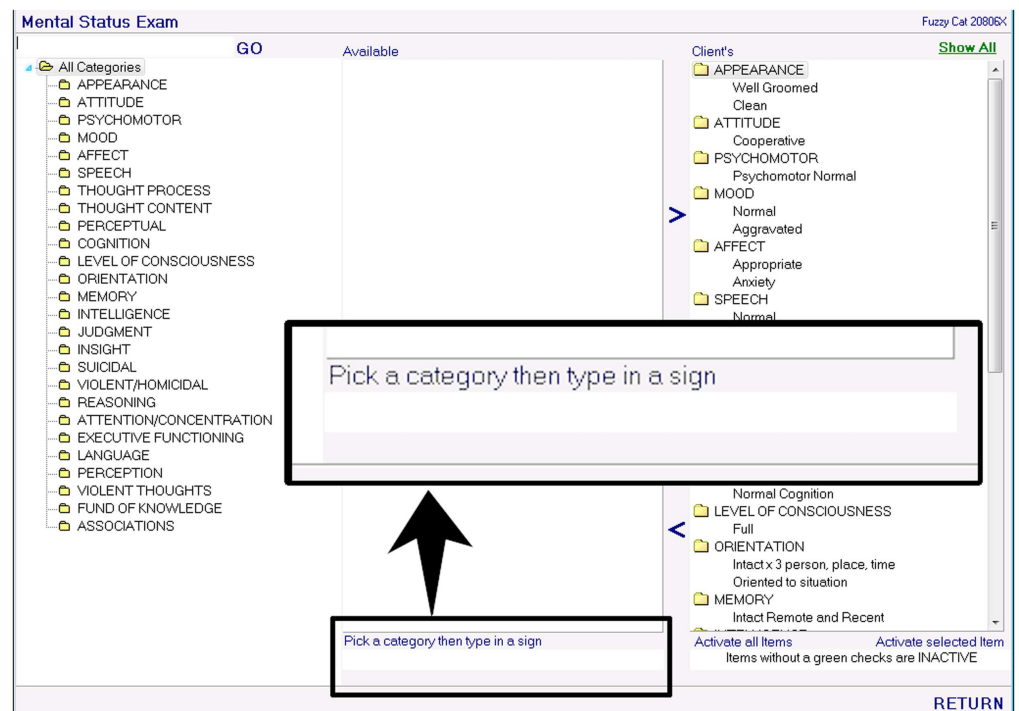 Mental Status Exam
Fuzzy Cat 20806X
GO
Available
Client's
Show All
All Categories
APPEARANCE
ATTITUDE
PSYCHOMOTOR
MOOD
AFFECT
SPEECH
THOUGHT PROCESS
THOUGHT CONTENT
PERCEPTUAL
COGNITION
LEVEL OF CONSCIOUSNESS
ORIENTATION
MEMORY
INTELLIGENCE
JUDGMENT
INSIGHT
SUICIDAL
VIOLENT/HOMICIDAL
REASONING
ATTENTION/CONCENTRATION
EXECUTIVE FUNCTIONING
LANGUAGE
PERCEPTION
VIOLENT THOUGHTS
FUND OF KNOWLEDGE
ASSOCIATIONS
Pick a category then type in a sign
Pick a category then type in a sign
>
<
APPEARANCE
Well Groomed
Clean
ATTITUDE
Cooperative
PSYCHOMOTOR
Psychomotor Normal
MOOD
Normal
Aggravated
AFFECT
Appropriate
Anxiety
SPEECH
Normal
Normal Cognition
LEVEL OF CONSCIOUSNESS
Full
ORIENTATION
Intact x 3 person, place, time
Oriented to situation
MEMORY
Intact Remote and Recent
Activate all Items
Activate selected Item
Items without a green checks are INACTIVE
RETURN